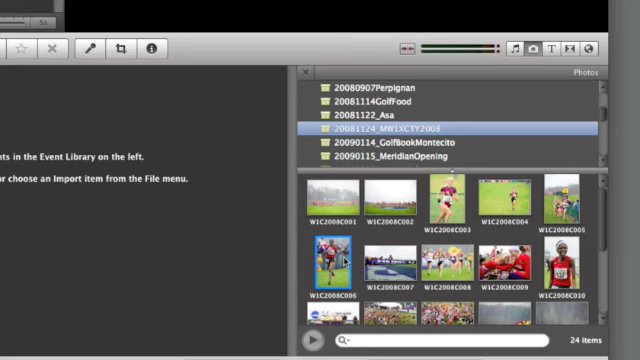 5s
Photos
20080907Perpignan
20081114GolfFood
20081122_Asa
20081124_MW1XCTY2008
20090114_GolfBookMontecito
20090115_MeridianOpening
nts in the Event Library on the left.
or choose an Import item from the File menu.
W1C2008C001 W1C2008C002 W1C2008C003 W1C2008C004 W1C2008C005
W1C2008C006 W1C2008C007 W1C2008C008 W1C2008C009 W1C2008C010
24 items